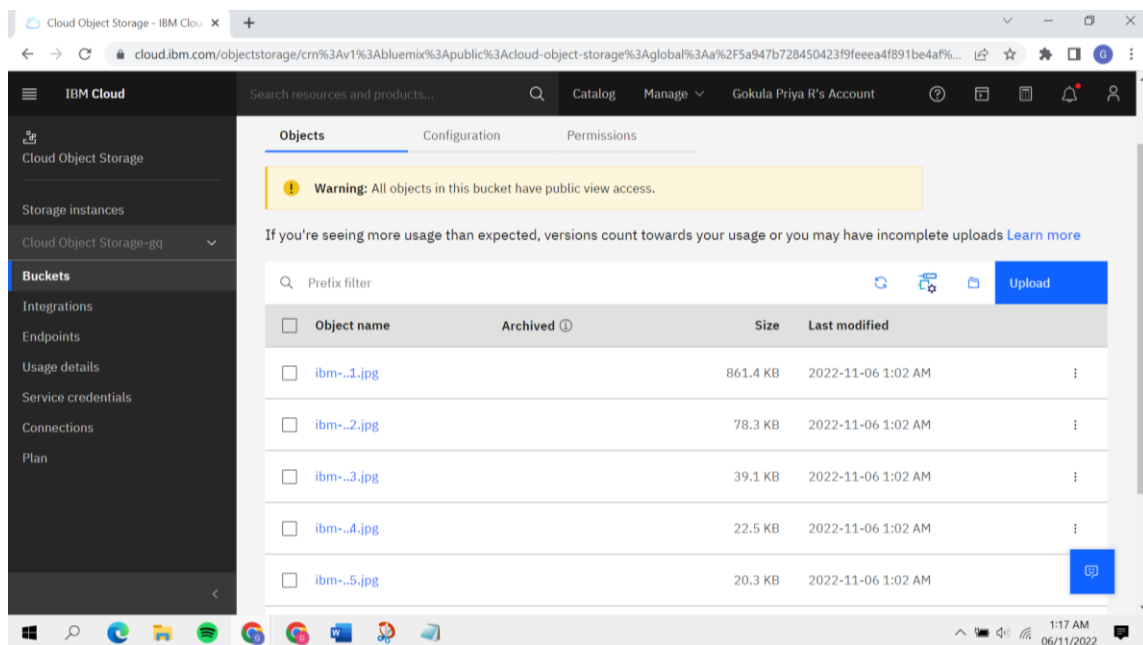 Cloud Object Storage - IBM Clou
cloud.ibm.com/objectstorage/crn%3Av1%3Abluemix%3Apublic%3Acloud-object-storage%3Aglobal%3Aa%2F5a947b728450423f9feeea4f891be4af%...
G
IBM Cloud
Search resources and products...
Catalog
Manage
Gokula Priya R's Account
Cloud Object Storage
Storage instances
Cloud Object Storage-gq
Buckets
Integrations
Endpoints
Usage details
Service credentials
Connections
Plan
Objects Configuration Permissions
Warning: All objects in this bucket have public view access.
If you're seeing more usage than expected, versions count towards your usage or you may have incomplete uploads Learn more
Prefix filter
Upload
Object name Archived Size Last modified
ibm-..1.jpg 861.4 KB 2022-11-06 1:02 AM
ibm-..2.jpg 78.3 KB 2022-11-06 1:02 AM
ibm-..3.jpg 39.1 KB 2022-11-06 1:02 AM
ibm-..4.jpg 22.5 KB 2022-11-06 1:02 AM
ibm-..5.jpg 20.3 KB 2022-11-06 1:02 AM
1:17 AM
06/11/2022